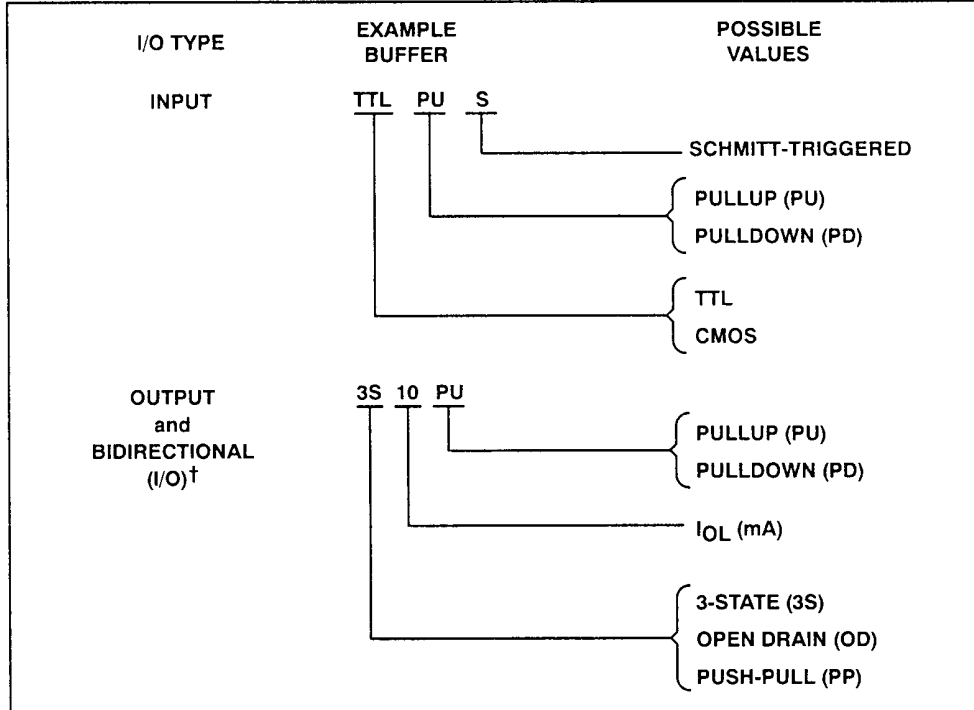 I/O TYPE EXAMPLE BUFFER POSSIBLE VALUES
INPUT TTL PU S
SCHMITT-TRIGGERED
PULLUP (PU)
PULLDOWN (PD)
TTL
CMOS
OUTPUT and BIDIRECTIONAL (I/O)† 3S 10 PU
PULLUP (PU)
PULLDOWN (PD)
IOL (mA)
3-STATE (3S)
OPEN DRAIN (OD)
PUSH-PULL (PP)